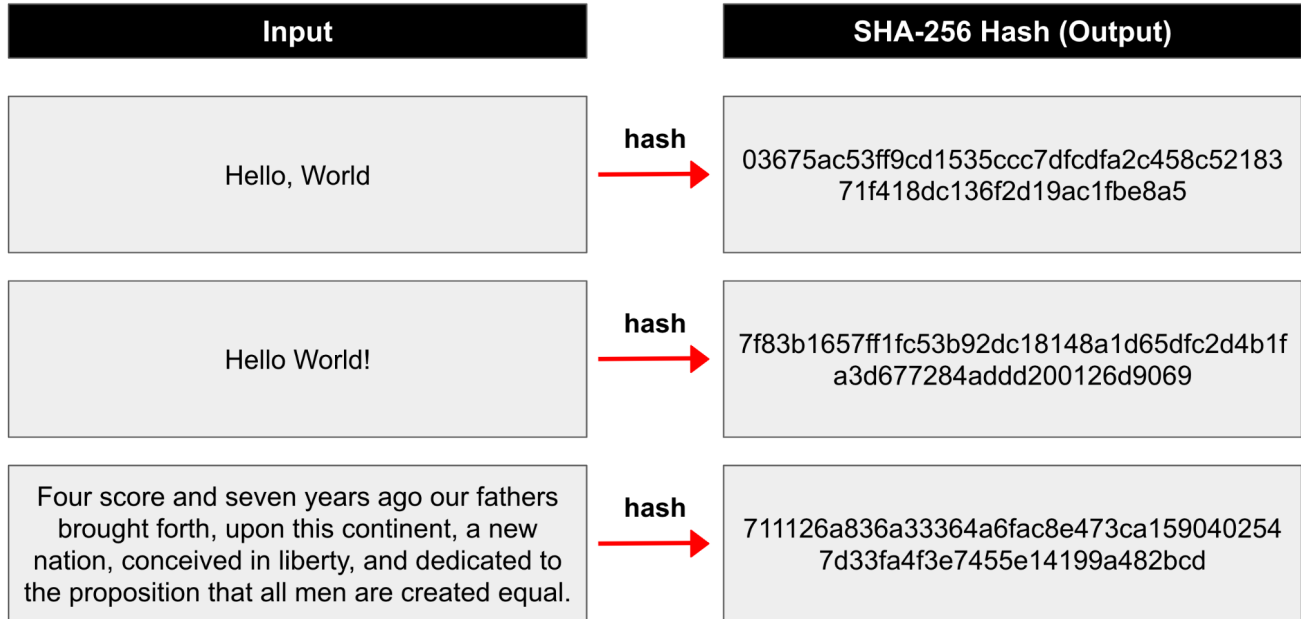 Input
SHA-256 Hash (Output)
Hello, World
hash
03675ac53ff9cd1535ccc7dfcdfa2c458c52183
71f418dc136f2d19ac1fbe8a5
Hello World!
hash
7f83b1657ff1fc53b92dc18148a1d65dfc2d4b1f
a3d677284addd200126d9069
Four score and seven years ago our fathers
brought forth, upon this continent, a new
nation, conceived in liberty, and dedicated to
the proposition that all men are created equal.
hash
711126a836a33364a6fac8e473ca159040254
7d33fa4f3e7455e14199a482bcd